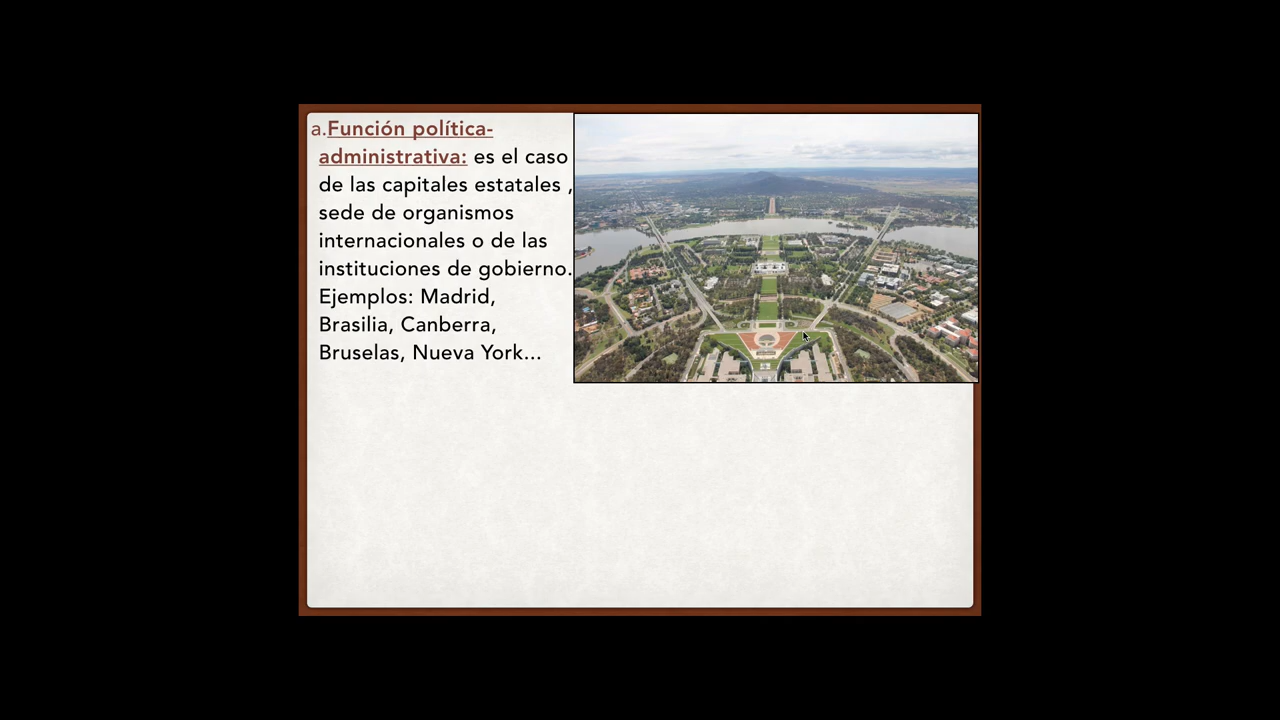 a.Función política-
administrativa: es el caso
de las capitales estatales ,
sede de organismos
internacionales o de las
instituciones de gobierno.
Ejemplos: Madrid,
Brasilia, Canberra,
Bruselas, Nueva York...